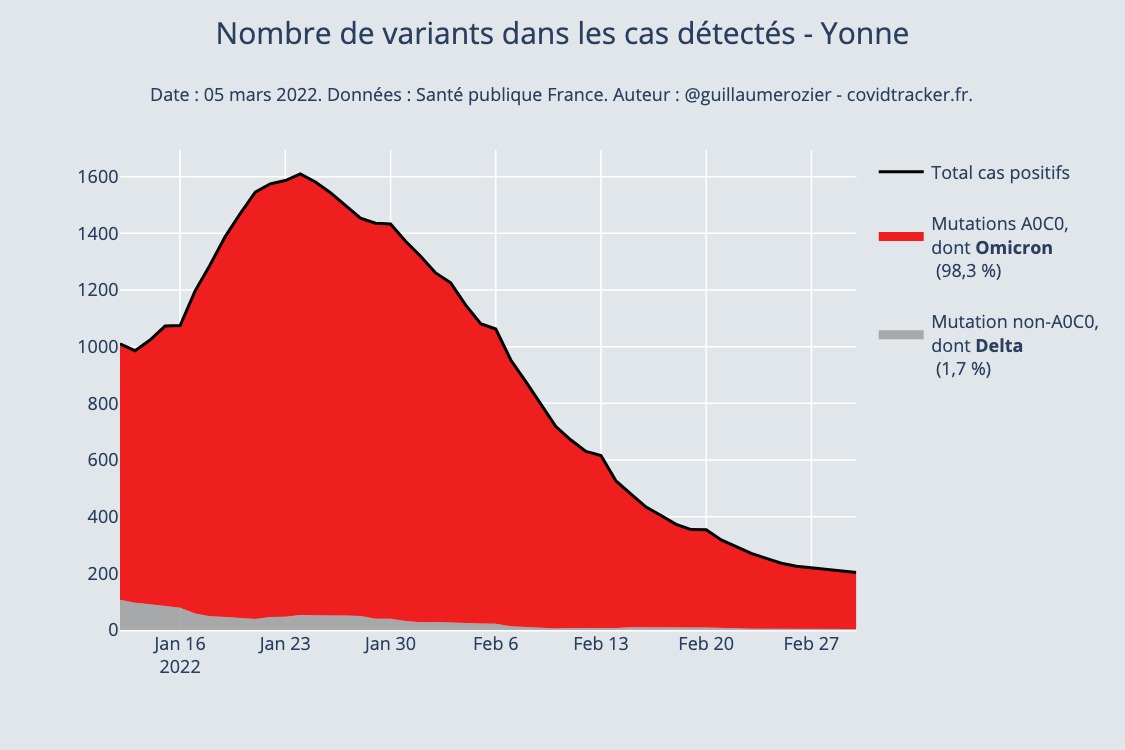 Nombre de variants dans les cas détectés - Yonne
Date : 05 mars 2022. Données : Santé publique France. Auteur : @guillaumerozier - covidtracker.fr.
1600
1400
1200
1000
800
600
400
200
0
Jan 16
2022
Jan 23
Jan 30
Feb 6
Feb 13
Feb 20
Feb 27
Total cas positifs
Mutations A0C0,
dont Omicron
(98,3 %)
Mutation non-A0C0,
dont Delta
(1,7 %)